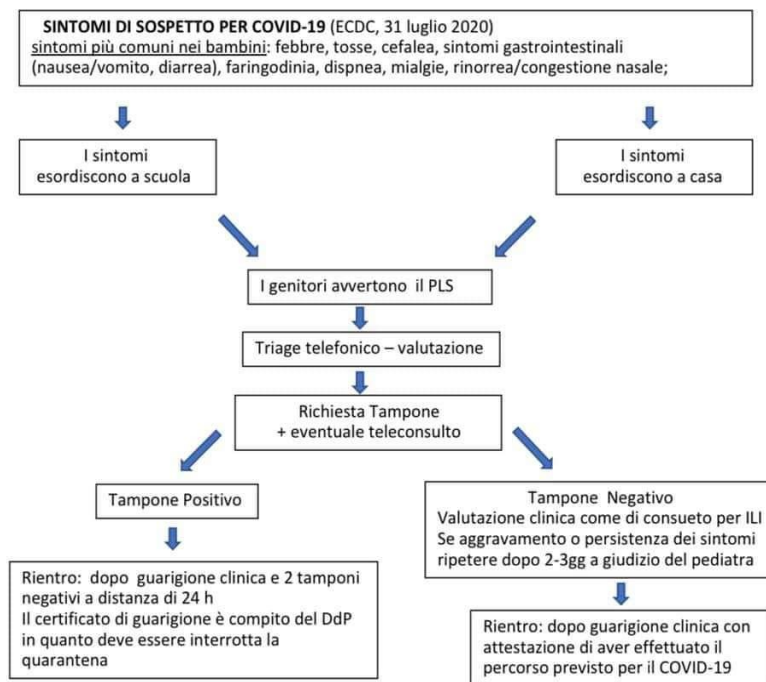 SINTOMI DI SOSPETTO PER COVID-19 (ECDC, 31 luglio 2020)
sintomi più comuni nei bambini: febbre, tosse, cefalea, sintomi gastrointestinali
(nausea/vomito, diarrea), faringodinia, dispnea, mialgie, rinorrea/congestione nasale;
I sintomi
esordiscono a scuola
I sintomi
esordiscono a casa
I genitori avvertono il PLS
Triage telefonico – valutazione
Richiesta Tampone
+ eventuale teleconsulto
Tampone Positivo
Tampone Negativo
Valutazione clinica come di consueto per ILI
Se aggravamento o persistenza dei sintomi
ripetere dopo 2-3gg a giudizio del pediatra
Rientro: dopo guarigione clinica e 2 tamponi
negativi a distanza di 24 h
Il certificato di guarigione è compito del DdP
in quanto deve essere interrotta la
quarantena
Rientro: dopo guarigione clinica con
attestazione di aver effettuato il
percorso previsto per il COVID-19